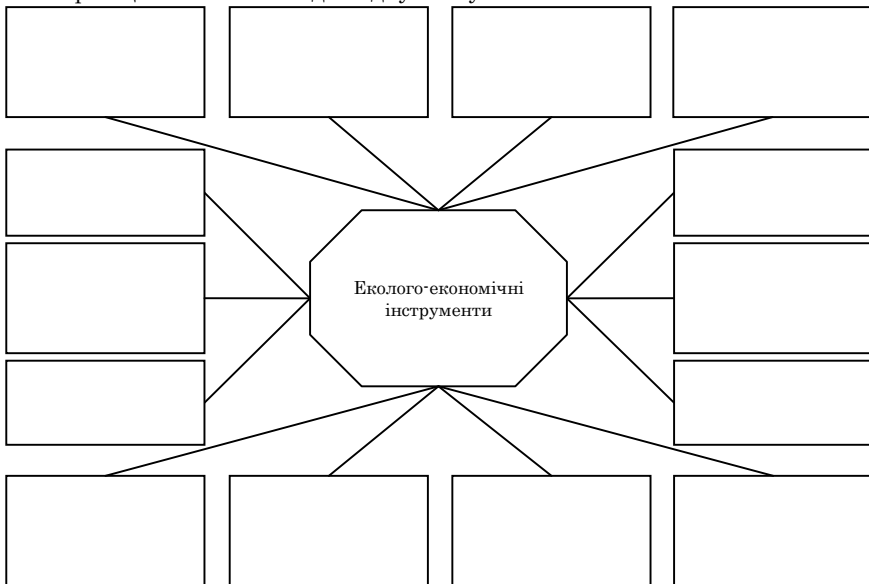 Еколого-економічні
інструменти